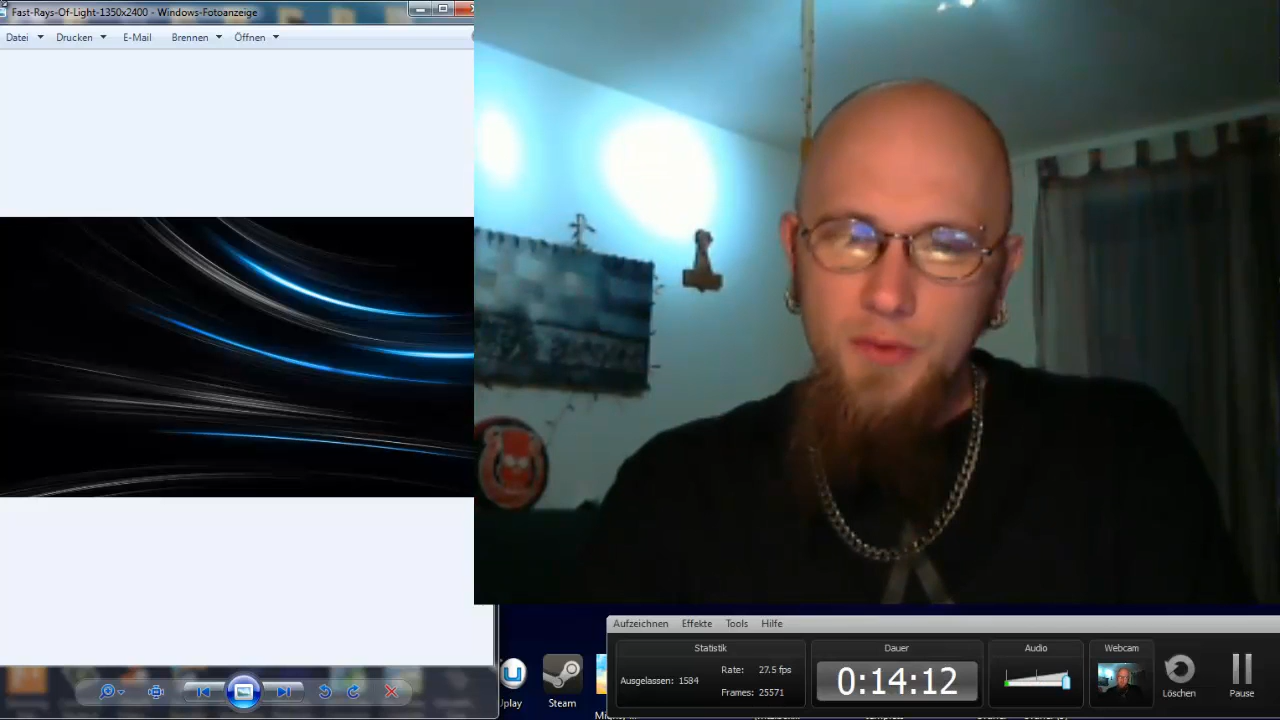 Fast-Rays-Of-Light-1350x2400 - Windows-Fotoanzeige
Datei Drucken E-Mail Brennen Öffnen
Aufzeichnen Effekte Tools Hilfe
Statistik Dauer Audio Webcam
Rate: 27.5 fps
Ausgelassen: 1584
Frames: 25571
0:14:12
Löschen Pause
Uplay Steam